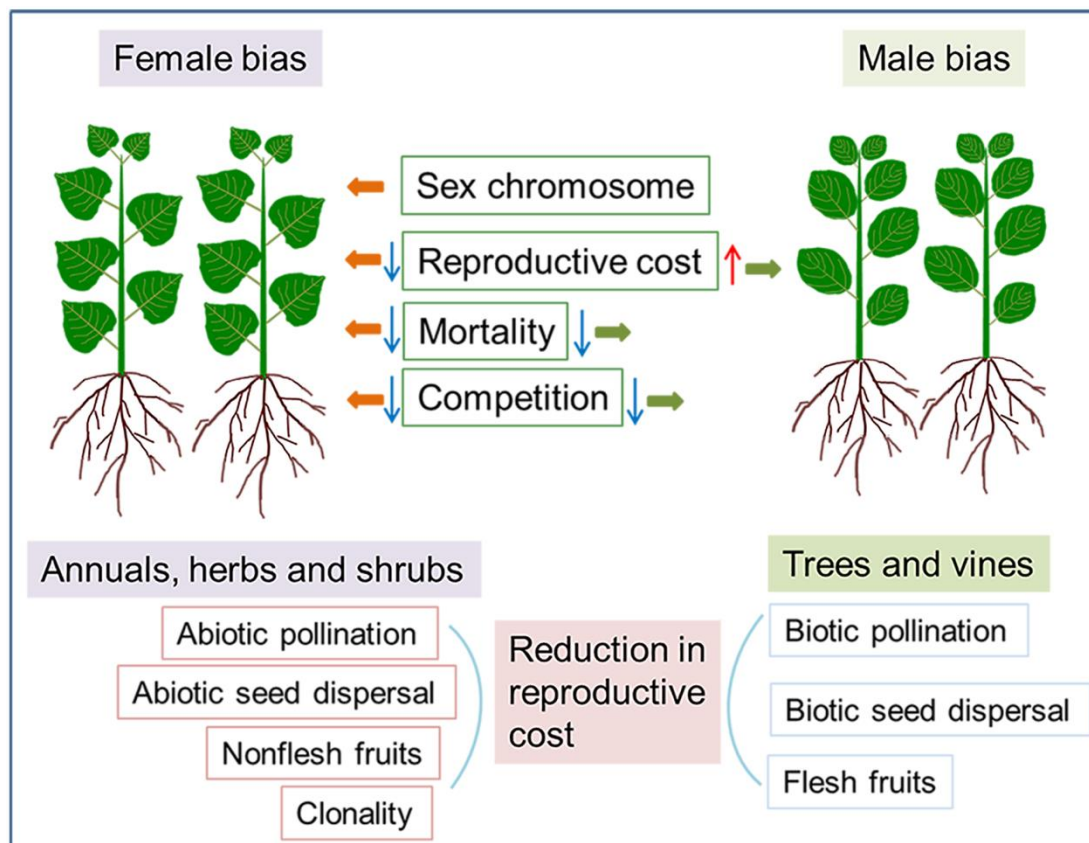 Female bias
Male bias
Sex chromosome
Reproductive cost
Mortality
Competition
Annuals, herbs and shrubs
Abiotic pollination
Abiotic seed dispersal
Nonflesh fruits
Clonality
Reduction in
reproductive
cost
Trees and vines
Biotic pollination
Biotic seed dispersal
Flesh fruits